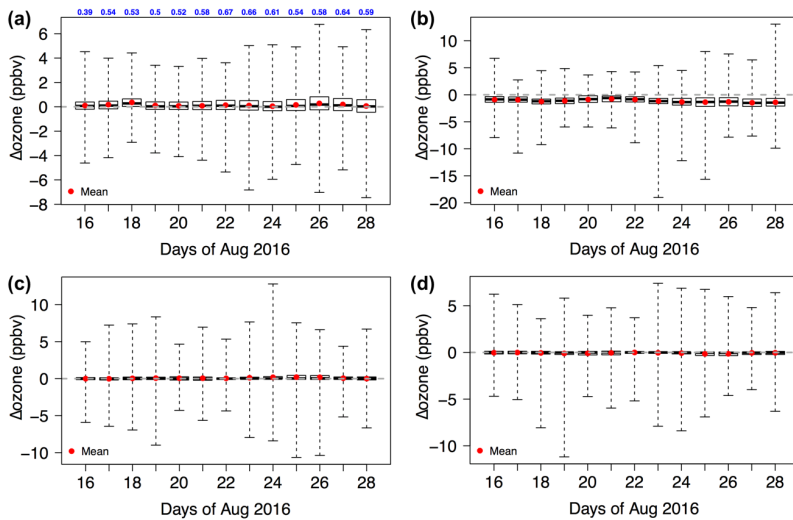 (a)
0.39 0.54 0.53 0.5 0.52 0.58 0.67 0.66 0.61 0.54 0.58 0.64 0.59
Δozone (ppbv)
6
4
2
0
−2
−4
−6
−8
Mean
16 18 20 22 24 26 28
Days of Aug 2016
(b)
Δozone (ppbv)
10
5
0
−5
−10
−15
−20
Mean
16 18 20 22 24 26 28
Days of Aug 2016
(c)
Δozone (ppbv)
10
5
0
−5
−10
Mean
16 18 20 22 24 26 28
Days of Aug 2016
(d)
Δozone (ppbv)
5
0
−5
−10
Mean
16 18 20 22 24 26 28
Days of Aug 2016